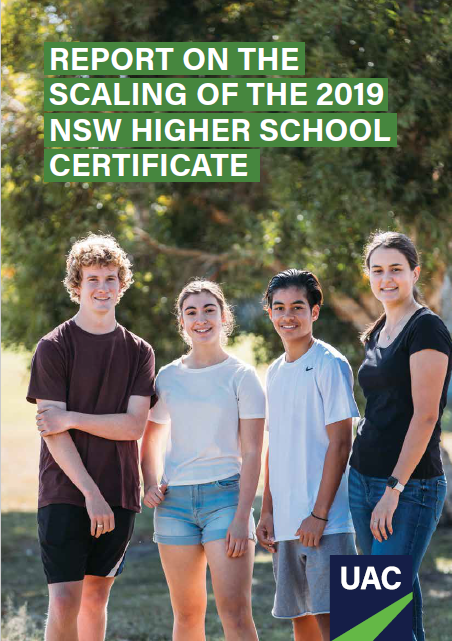 REPORT ON THE
SCALING OF THE 2019
NSW HIGHER SCHOOL
CERTIFICATE
UAC